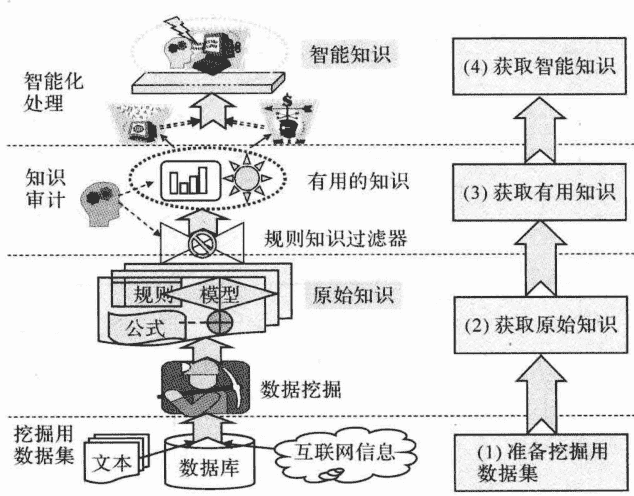 智能化
处理
智能知识
(4) 获取智能知识
$
知识
审计
有用的知识
(3) 获取有用知识
规则知识过滤器
规则
模型
原始知识
公式
(2) 获取原始知识
数据挖掘
挖掘用
数据集
文本
数据库
互联网信息
(1) 准备挖掘用
数据集